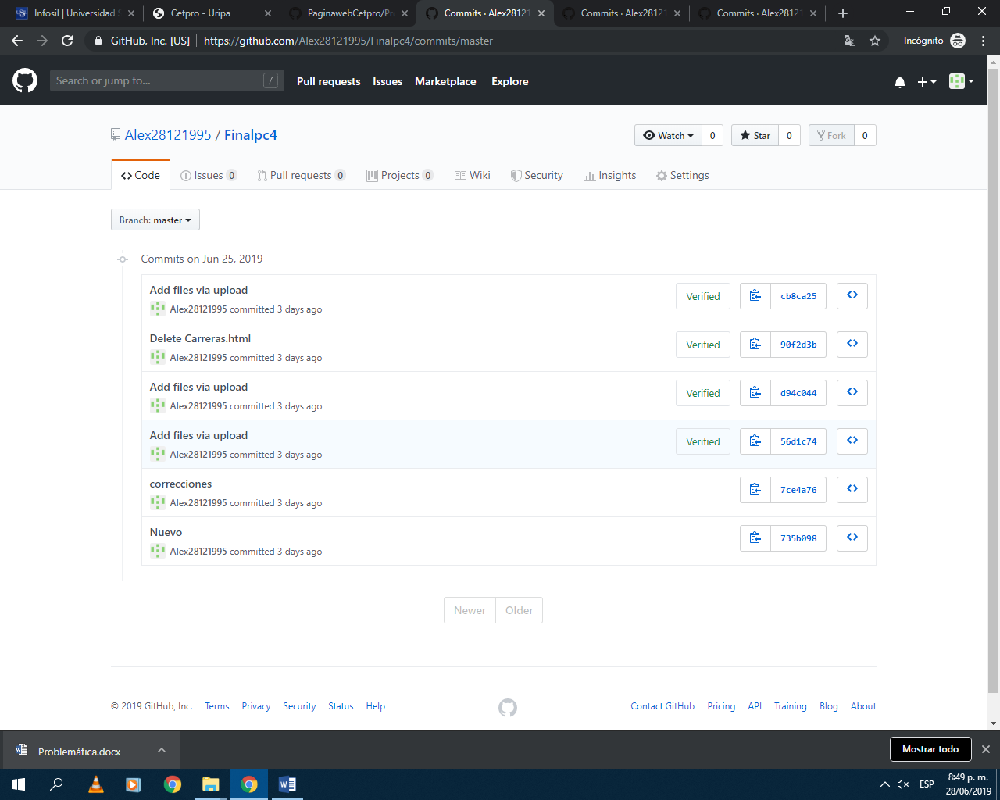 Infosil | Universidad S
Cetpro - Uripa
PaginawebCetpro/Pr
Commits · Alex28121
Commits · Alex28121
Commits · Alex28121
GitHub, Inc. [US] https://github.com/Alex28121995/Finalpc4/commits/master Incógnito
Search or jump to... / Pull requests Issues Marketplace Explore
Alex28121995 / Finalpc4 Watch 0 Star 0 Fork 0
Code Issues 0 Pull requests 0 Projects 0 Wiki Security Insights Settings
Branch: master
Commits on Jun 25, 2019
Add files via upload
Alex28121995 committed 3 days ago
Verified cb8ca25
Delete Carreras.html
Alex28121995 committed 3 days ago
Verified 90f2d3b
Add files via upload
Alex28121995 committed 3 days ago
Verified d94c044
Add files via upload
Alex28121995 committed 3 days ago
Verified 56d1c74
correcciones
Alex28121995 committed 3 days ago
7ce4a76
Nuevo
Alex28121995 committed 3 days ago
735b098
Newer Older
© 2019 GitHub, Inc. Terms Privacy Security Status Help Contact GitHub Pricing API Training Blog About
Problemática.docx Mostrar todo
ESP 8:49 p. m.
28/06/2019